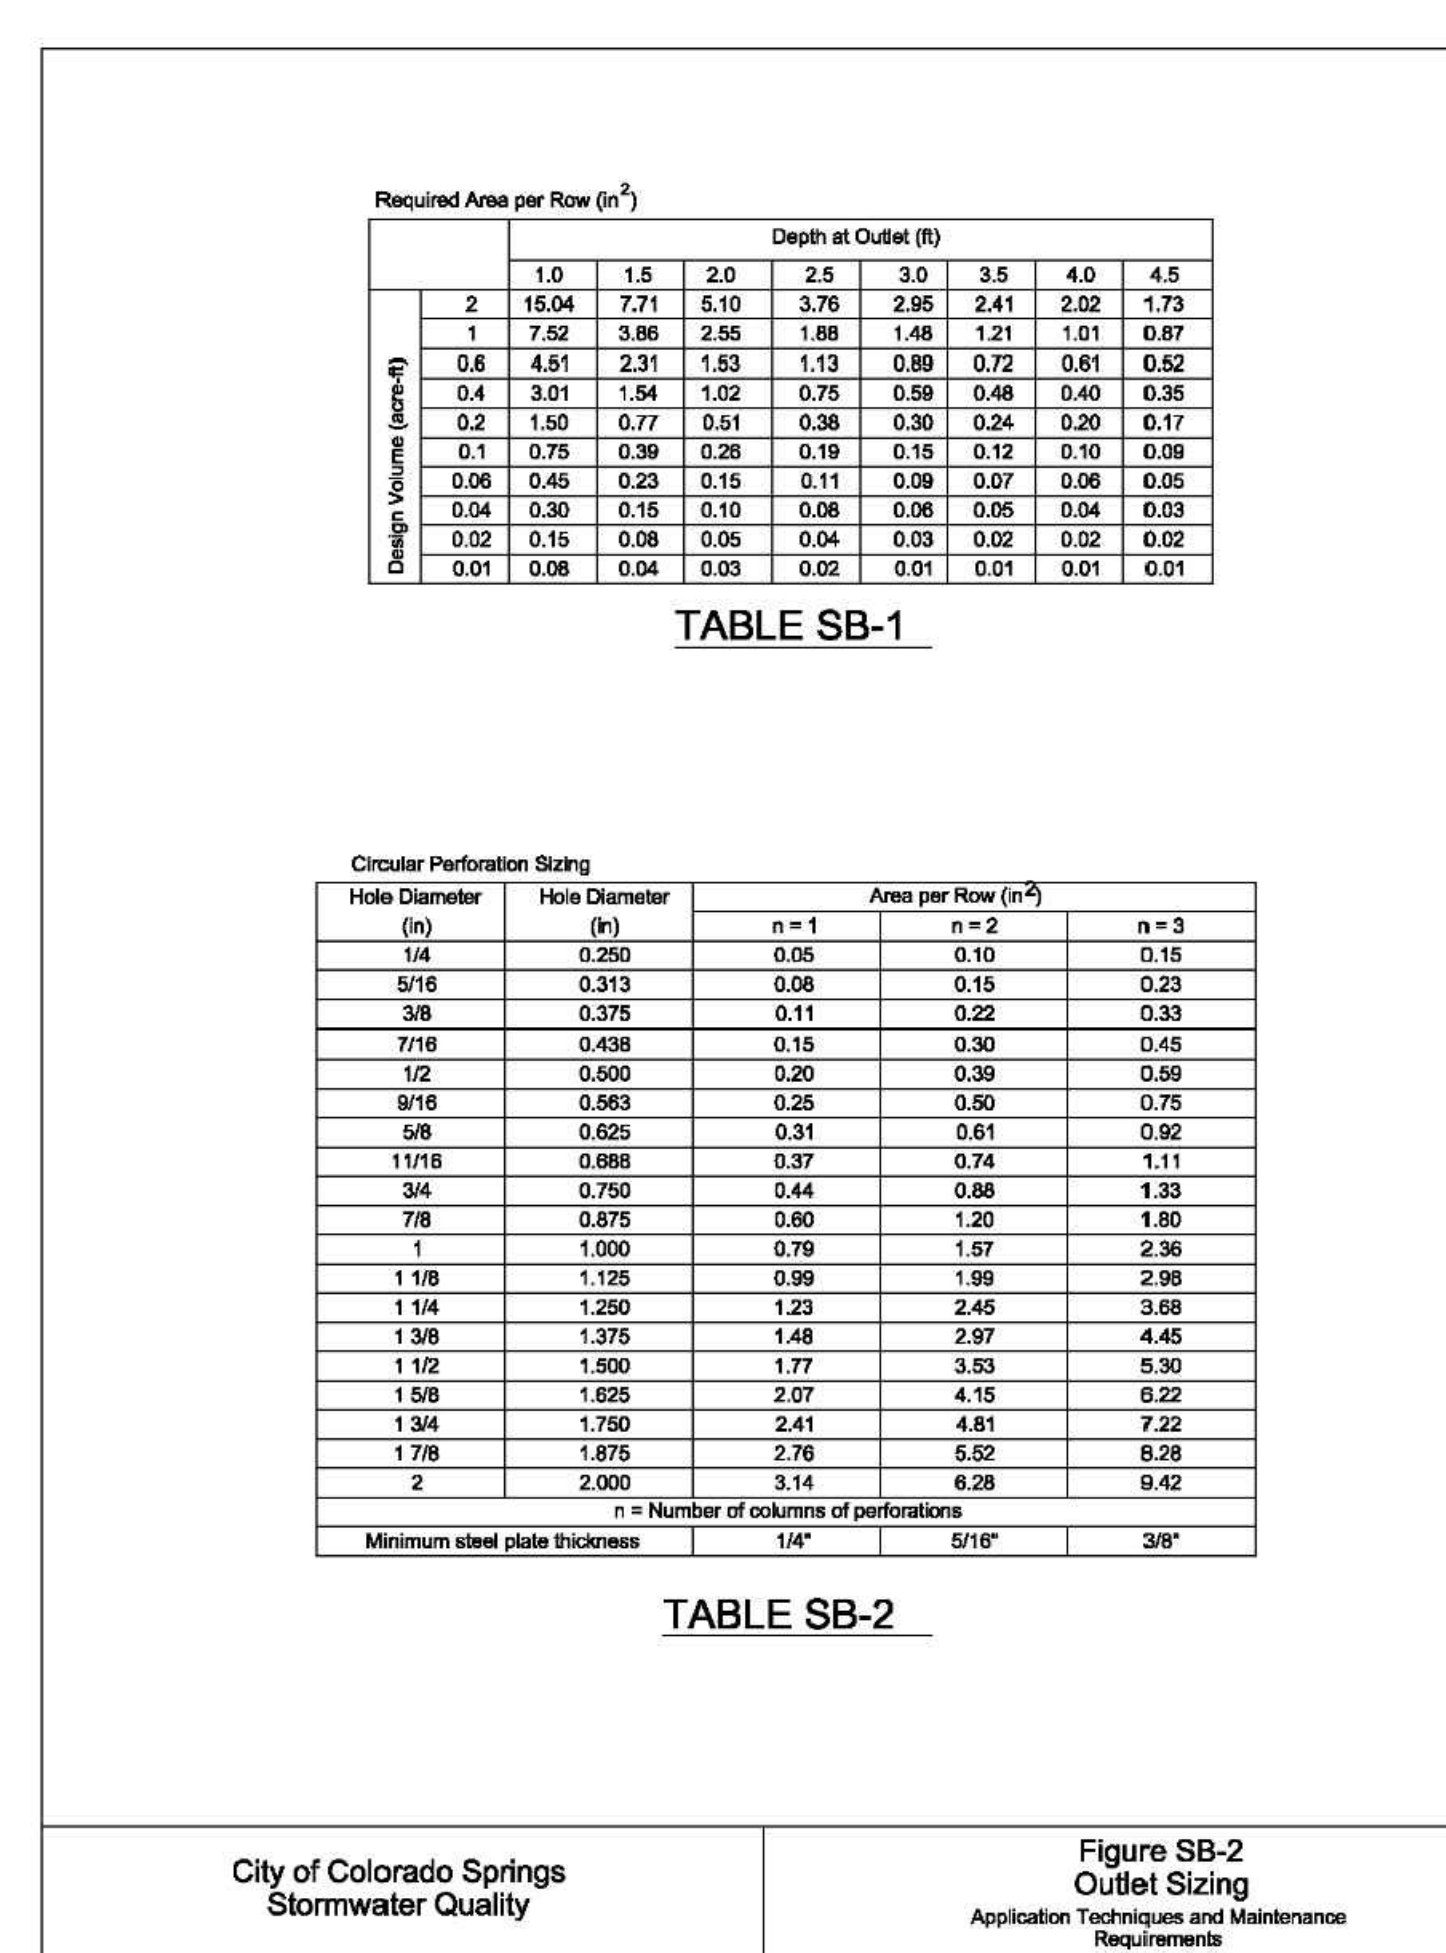 Required Area per Row (in2)
Depth at Outlet (ft)
1.0 1.5 2.0 2.5 3.0 3.5 4.0 4.5
Design Volume (acre-ft)
2 15.04 7.71 5.10 3.76 2.95 2.41 2.02 1.73
1 7.52 3.86 2.55 1.88 1.48 1.21 1.01 0.87
0.6 4.51 2.31 1.53 1.13 0.89 0.72 0.61 0.52
0.4 3.01 1.54 1.02 0.75 0.59 0.48 0.40 0.35
0.2 1.50 0.77 0.51 0.38 0.30 0.24 0.20 0.17
0.1 0.75 0.39 0.26 0.19 0.15 0.12 0.10 0.09
0.06 0.45 0.23 0.15 0.11 0.09 0.07 0.06 0.05
0.04 0.30 0.15 0.10 0.08 0.06 0.05 0.04 0.03
0.02 0.15 0.08 0.05 0.04 0.03 0.02 0.02 0.02
0.01 0.08 0.04 0.03 0.02 0.01 0.01 0.01 0.01
TABLE SB-1
Circular Perforation Sizing
Hole Diameter Hole Diameter Area per Row (in2)
(in) (in) n = 1 n = 2 n = 3
1/4 0.250 0.05 0.10 0.15
5/16 0.313 0.08 0.15 0.23
3/8 0.375 0.11 0.22 0.33
7/16 0.438 0.15 0.30 0.45
1/2 0.500 0.20 0.39 0.59
9/16 0.563 0.25 0.50 0.75
5/8 0.625 0.31 0.61 0.92
11/16 0.688 0.37 0.74 1.11
3/4 0.750 0.44 0.88 1.33
7/8 0.875 0.60 1.20 1.80
1 1.000 0.79 1.57 2.36
1 1/8 1.125 0.99 1.99 2.98
1 1/4 1.250 1.23 2.45 3.68
1 3/8 1.375 1.48 2.97 4.45
1 1/2 1.500 1.77 3.53 5.30
1 5/8 1.625 2.07 4.15 6.22
1 3/4 1.750 2.41 4.81 7.22
1 7/8 1.875 2.76 5.52 8.28
2 2.000 3.14 6.28 9.42
n = Number of columns of perforations
Minimum steel plate thickness 1/4" 5/16" 3/8"
TABLE SB-2
City of Colorado Springs
Stormwater Quality
Figure SB-2
Outlet Sizing
Application Techniques and Maintenance
Requirements